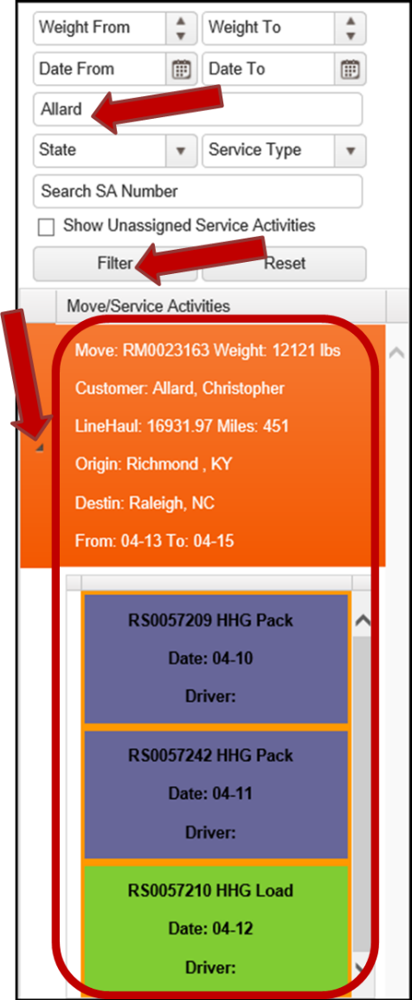 Weight From Weight To
Date From Date To
Allard
State Service Type
Search SA Number
Show Unassigned Service Activities
Filter Reset
Move/Service Activities
Move: RM0023163 Weight: 12121 lbs
Customer: Allard, Christopher
LineHaul: 16931.97 Miles: 451
Origin: Richmond , KY
Destin: Raleigh, NC
From: 04-13 To: 04-15
RS0057209 HHG Pack
Date: 04-10
Driver:
RS0057242 HHG Pack
Date: 04-11
Driver:
RS0057210 HHG Load
Date: 04-12
Driver: